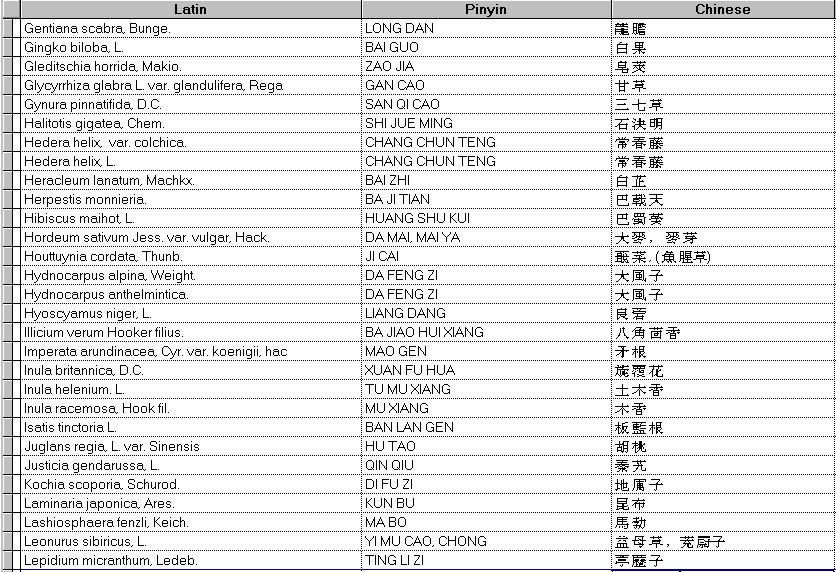 Latin Pinyin Chinese
Gentiana scabra, Bunge. LONG DAN 龍膽
Gingko biloba, L. BAI GUO 白果
Gleditschia horrida, Makio. ZAO JIA 皂莢
Glycyrrhiza glabra L. var. glandulifera, Rega GAN CAO 甘草
Gynura pinnatifida, D.C. SAN QI CAO 三七草
Halitotis gigatea, Chem. SHI JUE MING 石決明
Hedera helix, var. colchica. CHANG CHUN TENG 常春藤
Hedera helix, L. CHANG CHUN TENG 常春藤
Heracleum lanatum, Machkx. BAI ZHI 白芷
Herpestis monnieria. BA JI TIAN 巴戟天
Hibiscus maihot, L. HUANG SHU KUI 巴蜀葵
Hordeum sativum Jess. var. vulgar, Hack. DA MAI, MAI YA 大麥, 麥芽
Houttuynia cordata, Thunb. JI CAI 蕺菜.(魚腥草)
Hydnocarpus alpina, Weight. DA FENG ZI 大風子
Hydnocarpus anthelmintica. DA FENG ZI 大風子
Hyoscyamus niger, L. LIANG DANG 莨菪
Illicium verum Hooker filius. BA JIAO HUI XIANG 八角茴香
Imperata arundinacea, Cyr. var. koenigii, hac MAO GEN 矛根
Inula britannica, D.C. XUAN FU HUA 旋覆花
Inula helenium. L. TU MU XIANG 土木香
Inula racemosa, Hook fil. MU XIANG 木香
Isatis tinctoria L. BAN LAN GEN 板藍根
Juglans regia, L. var. Sinensis HU TAO 胡桃
Justicia gendarussa, L. QIN QIU 秦艽
Kochia scoporia, Schurod. DI FU ZI 地膚子
Laminaria japonica, Ares. KUN BU 昆布
Lashiosphaera fenzli, Keich. MA BO 馬勃
Leonurus sibiricus, L. YI MU CAO, CHONG 益母草, 茺蔚子
Lepidium micranthum, Ledeb. TING LI ZI 葶藶子